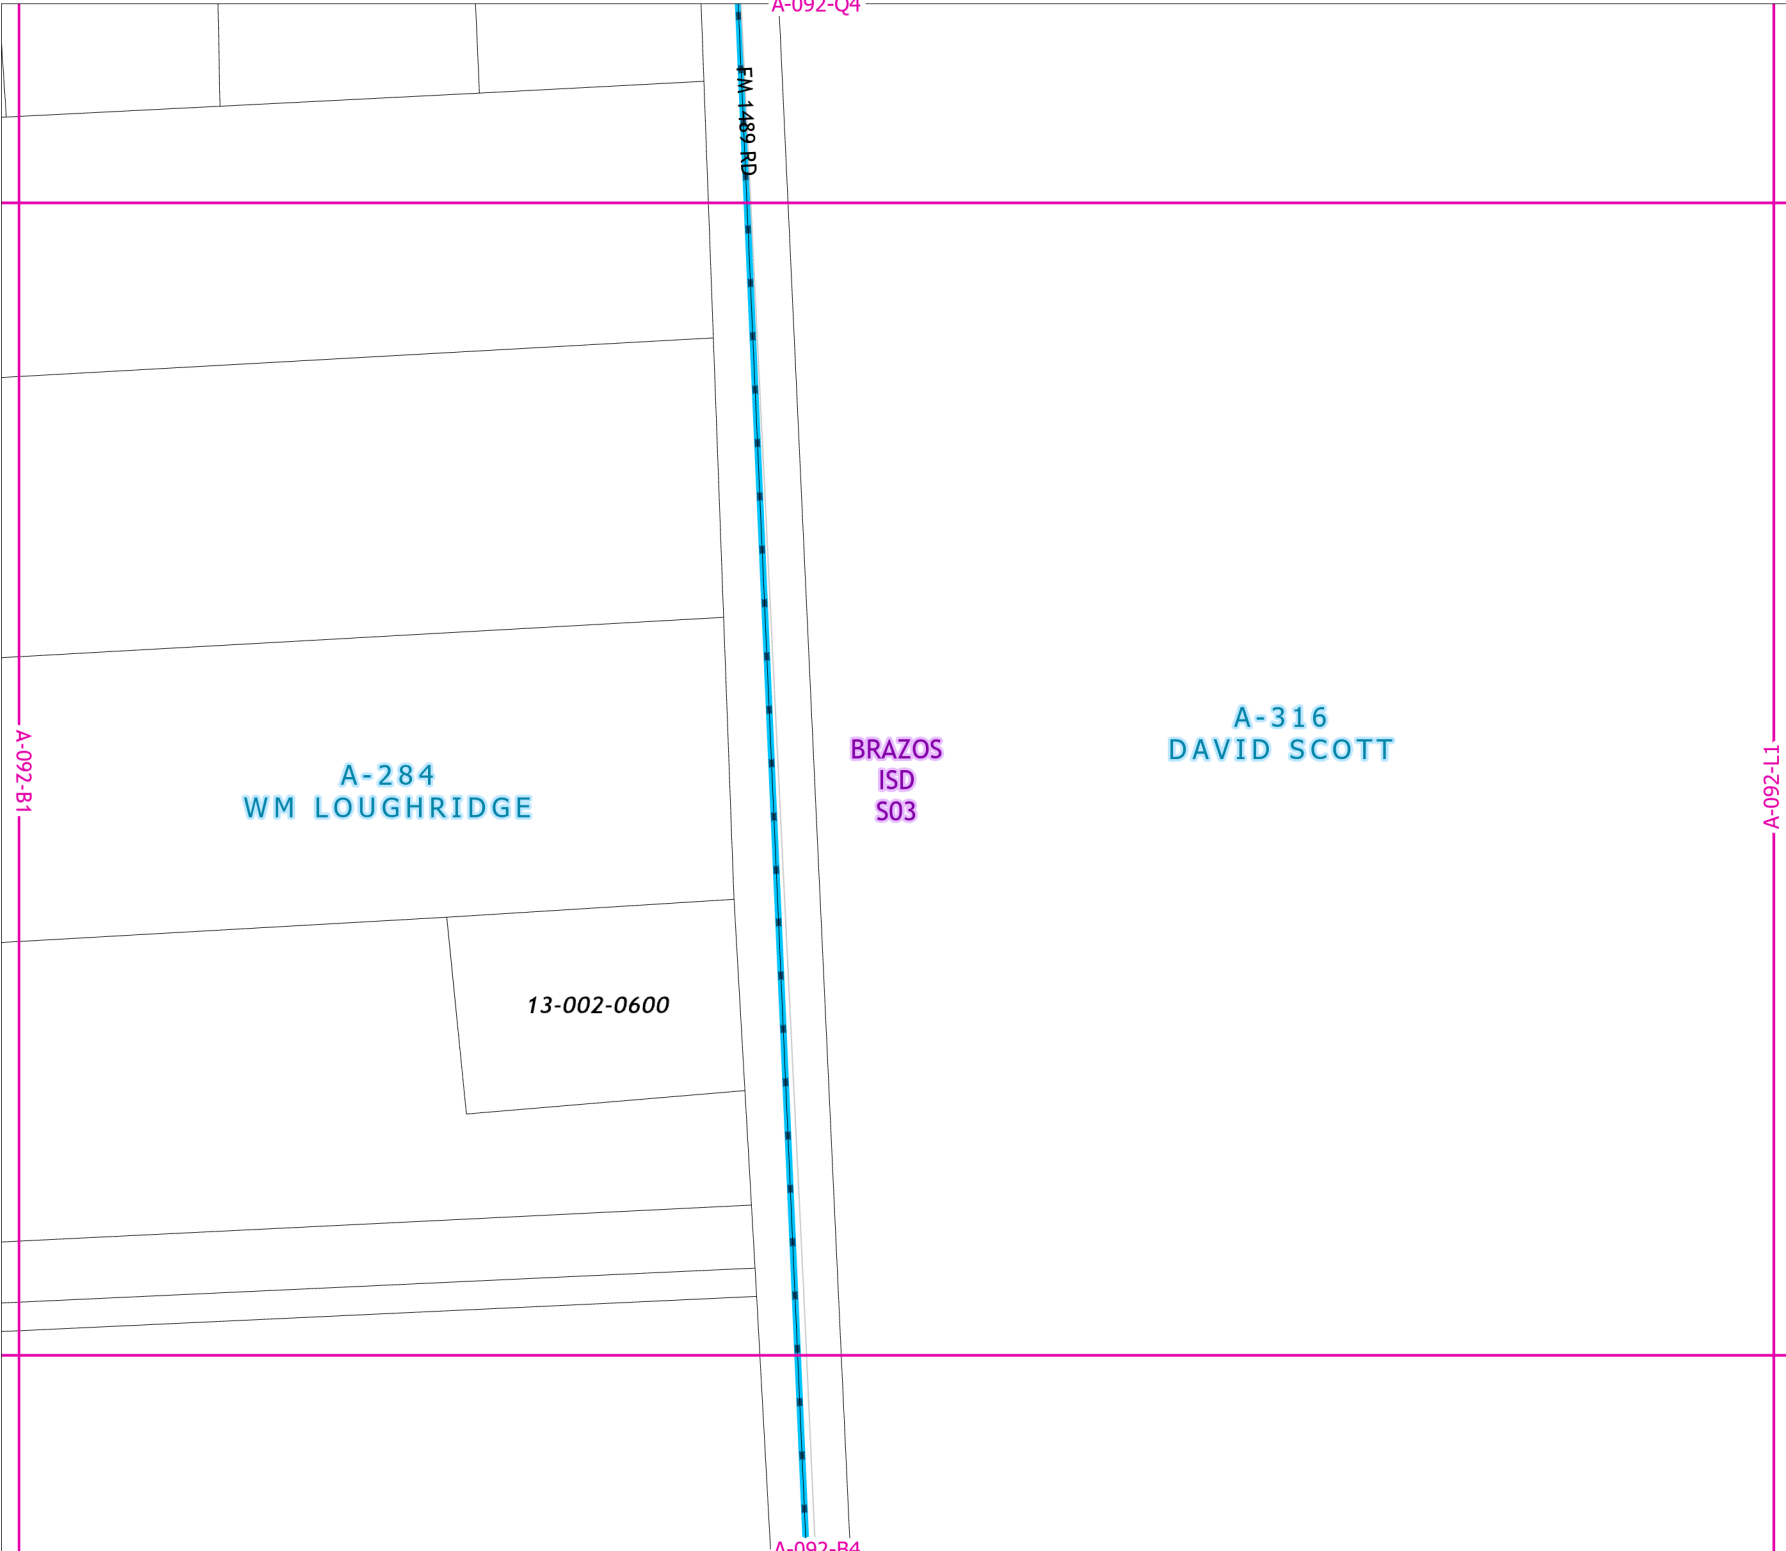 A-092-Q4
FM 1489 RD
A-316
DAVID SCOTT
BRAZOS
ISD
S03
A-092-B1
A-092-L1
A-284
WM LOUGHRIDGE
13-002-0600
A-092-B4